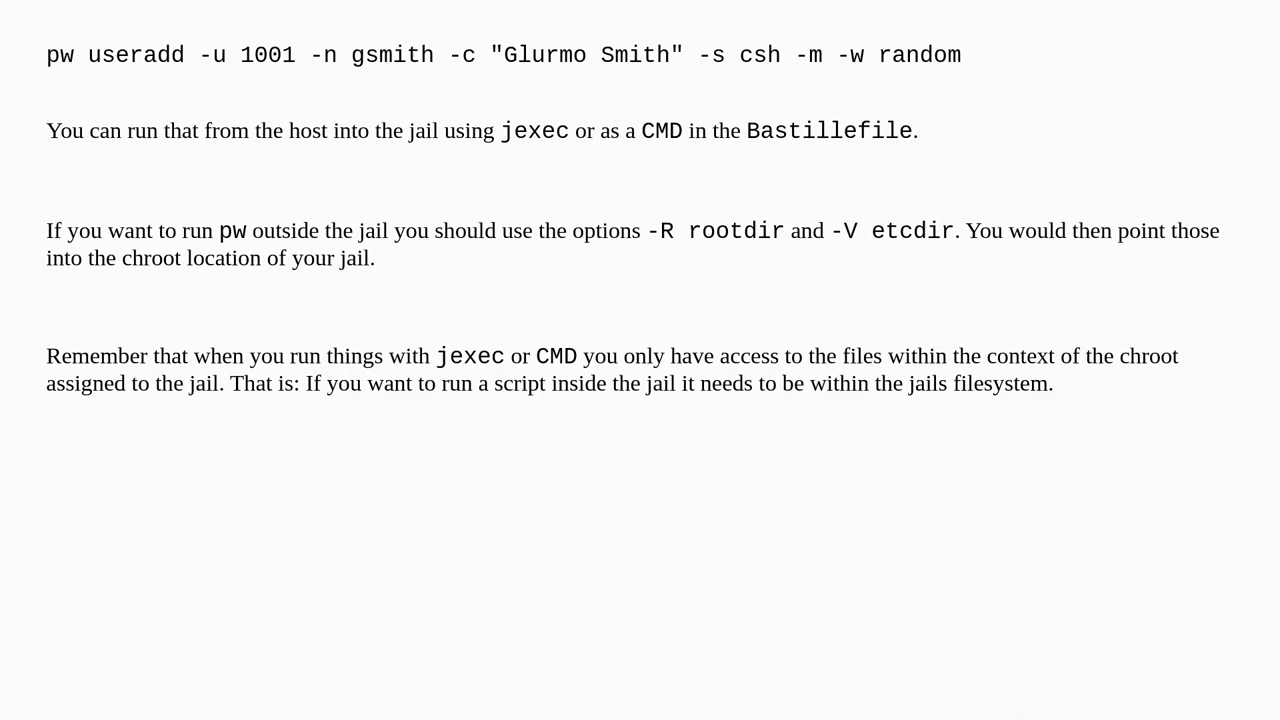 pw useradd -u 1001 -n gsmith -c "Glurmo Smith" -s csh -m -w random
You can run that from the host into the jail using jexec or as a CMD in the Bastillefile.
If you want to run pw outside the jail you should use the options -R rootdir and -V etcdir. You would then point those
into the chroot location of your jail.
Remember that when you run things with jexec or CMD you only have access to the files within the context of the chroot
assigned to the jail. That is: If you want to run a script inside the jail it needs to be within the jails filesystem.